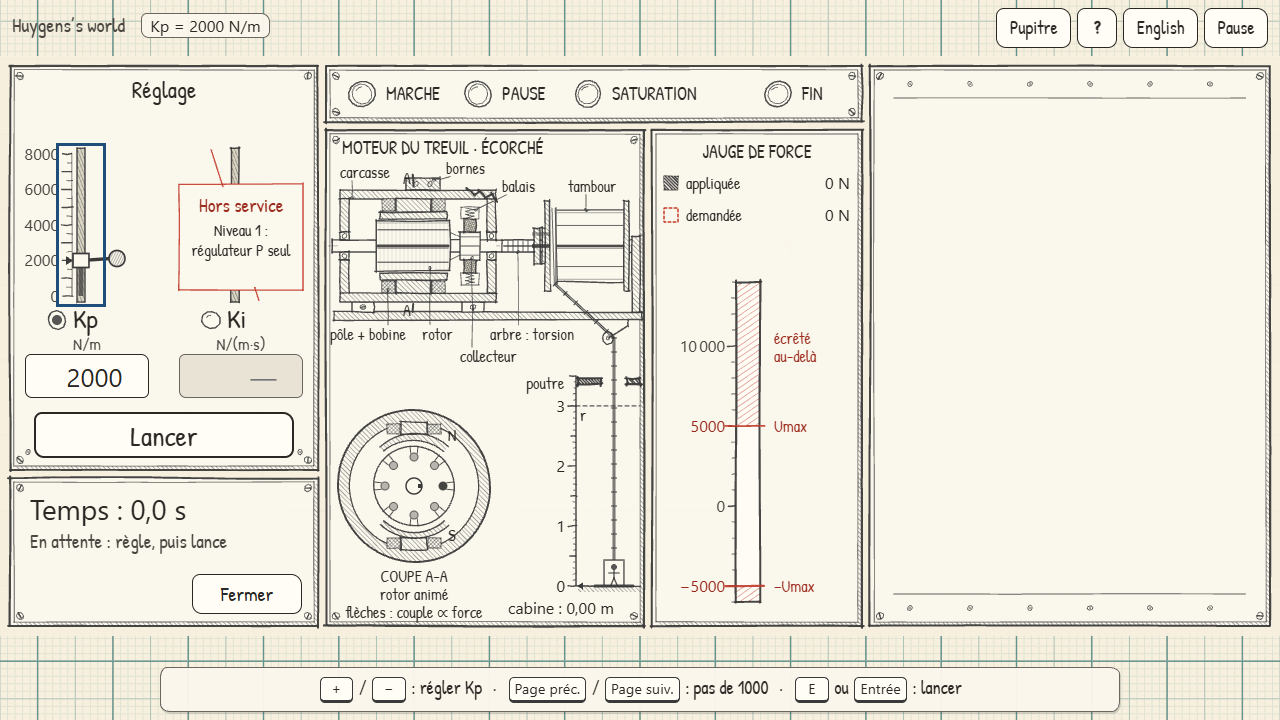 Huygens's world
Kp = 2000 N/m
Pupitre
?
English
Pause
Réglage
8000
6000
4000
2000
0
Hors service
Niveau 1 :
régulateur P seul
Kp
Ki
N/m
N/(m·s)
2000
—
Lancer
Temps : 0,0 s
En attente : règle, puis lance
Fermer
MARCHE
PAUSE
SATURATION
FIN
MOTEUR DU TREUIL · ÉCORCHÉ
carcasse
A
bornes
balais
tambour
A
pôle + bobine
rotor
arbre : torsion
collecteur
poutre
3
r
2
1
0
N
S
COUPE A–A
rotor animé
flèches : couple ∝ force
cabine : 0,00 m
JAUGE DE FORCE
appliquée
0 N
demandée
0 N
10 000
écrêté
au-delà
5000
Umax
0
−5000
−Umax
+ / − : régler Kp · Page préc. / Page suiv. : pas de 1000 · E ou Entrée : lancer